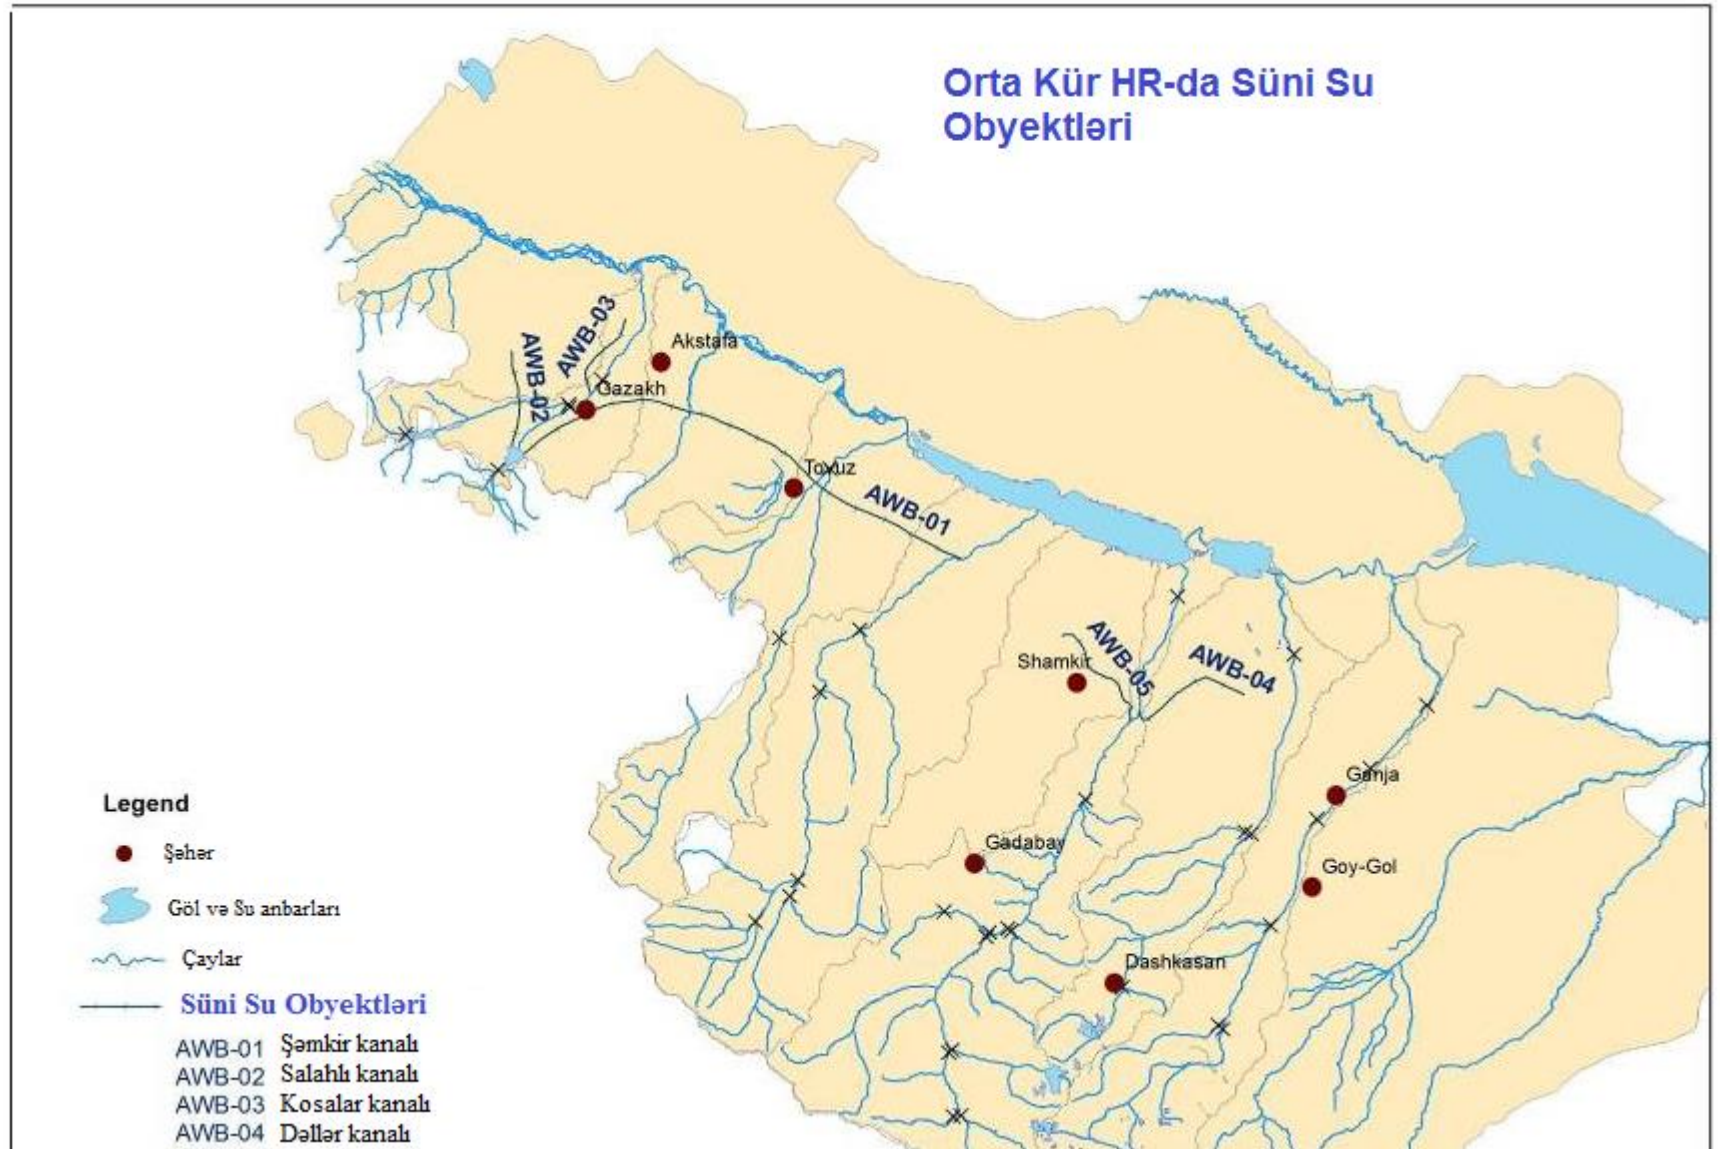 Orta Kür HR-da Süni Su
Obyektləri
AWB-03
AWB-02
Akstafa
Gazakh
Tovuz
AWB-01
AWB-05
AWB-04
Shamkir
Ganja
Gadabay
Goy-Gol
Dashkasan
Legend
Şəhər
Göl və Su anbarları
Çaylar
Süni Su Obyektləri
AWB-01 Şəmkir kanalı
AWB-02 Salahlı kanalı
AWB-03 Kosalar kanalı
AWB-04 Dəllər kanalı